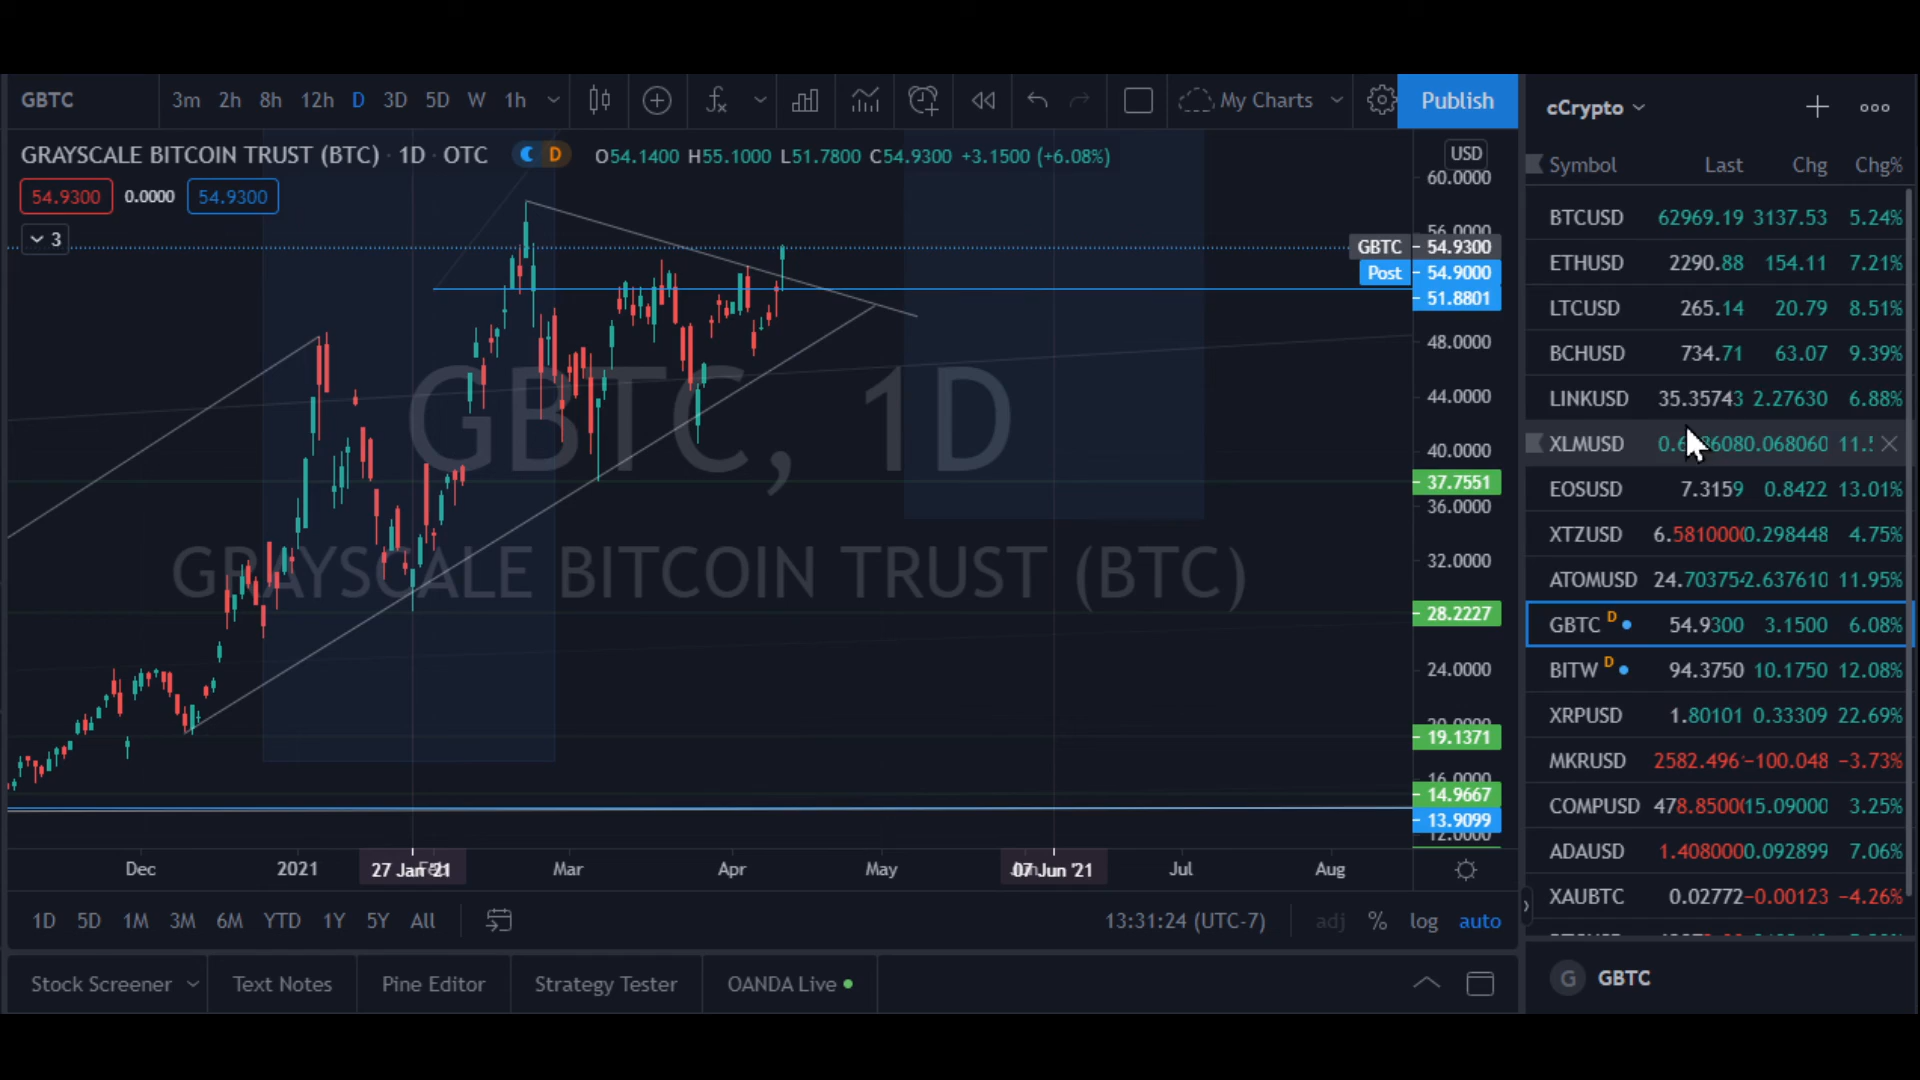 GBTC 3m 2h 8h 12h D 3D 5D W 1h My Charts Publish
GRAYSCALE BITCOIN TRUST (BTC) · 1D · OTC D O54.1400 H55.1000 L51.7800 C54.9300 +3.1500 (+6.08%)
54.9300 0.0000 54.9300
3
GBTC, 1D
GRAYSCALE BITCOIN TRUST (BTC)
USD
60.0000
56.0000
GBTC 54.9300
Post 54.9000
51.8801
48.0000
44.0000
40.0000
37.7551
36.0000
32.0000
28.2227
24.0000
19.1371
16.0000
14.9667
13.9099
12.0000
Dec 2021 27 Jan '21 Mar Apr May 07 Jun '21 Jul Aug
1D 5D 1M 3M 6M YTD 1Y 5Y All 13:31:24 (UTC-7) adj % log auto
Stock Screener Text Notes Pine Editor Strategy Tester OANDA Live
cCrypto
Symbol Last Chg Chg%
BTCUSD 62969.19 3137.53 5.24%
ETHUSD 2290.88 154.11 7.21%
LTCUSD 265.14 20.79 8.51%
BCHUSD 734.71 63.07 9.39%
LINKUSD 35.35743 2.27630 6.88%
XLMUSD 0.068060
EOSUSD 7.3159 0.8422 13.01%
XTZUSD 6.581000 0.298448 4.75%
ATOMUSD 24.70375 2.637610 11.95%
GBTC D 54.9300 3.1500 6.08%
BITW D 94.3750 10.1750 12.08%
XRPUSD 1.80101 0.33309 22.69%
MKRUSD 2582.496 −100.048 −3.73%
COMPUSD 478.8500 15.09000 3.25%
ADAUSD 1.408000 0.092899 7.06%
XAUBTC 0.02772 −0.00123 −4.26%
G GBTC